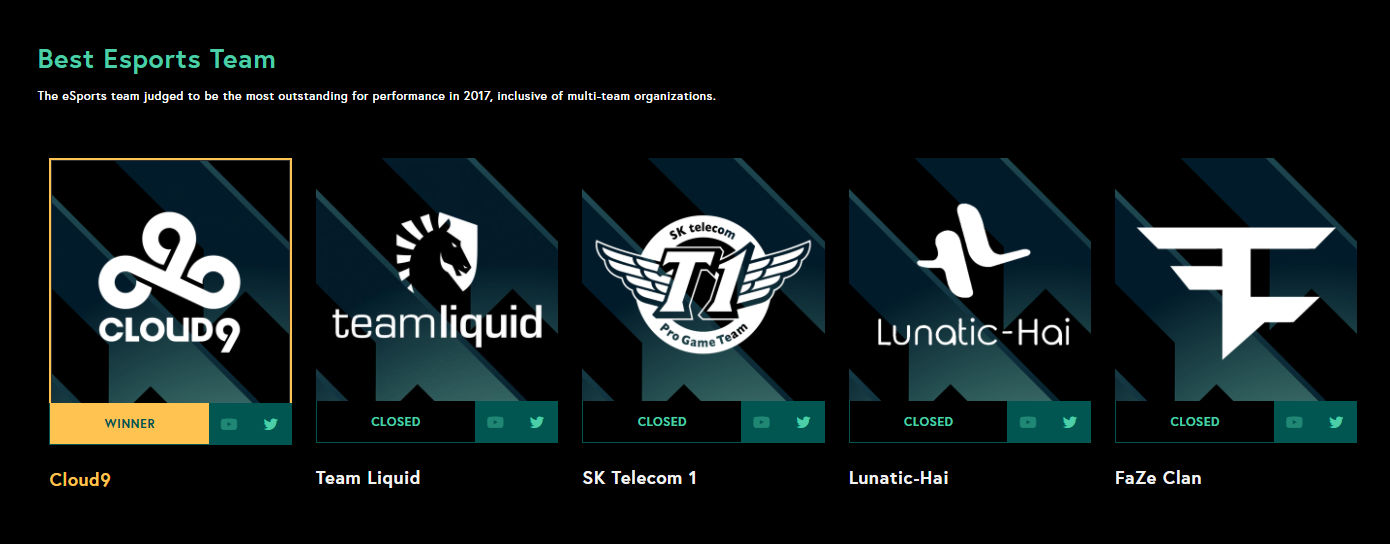 Best Esports Team
The eSports team judged to be the most outstanding for performance in 2017, inclusive of multi-team organizations.
CLOUD9
teamliquid
SK telecom
T1
Pro Game Team
Lunatic-Hai
WINNER
CLOSED
CLOSED
CLOSED
CLOSED
Cloud9
Team Liquid
SK Telecom 1
Lunatic-Hai
FaZe Clan